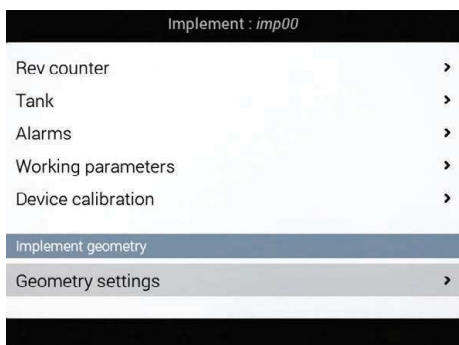 Implement : imp00
Rev counter
Tank
Alarms
Working parameters
Device calibration
Implement geometry
Geometry settings